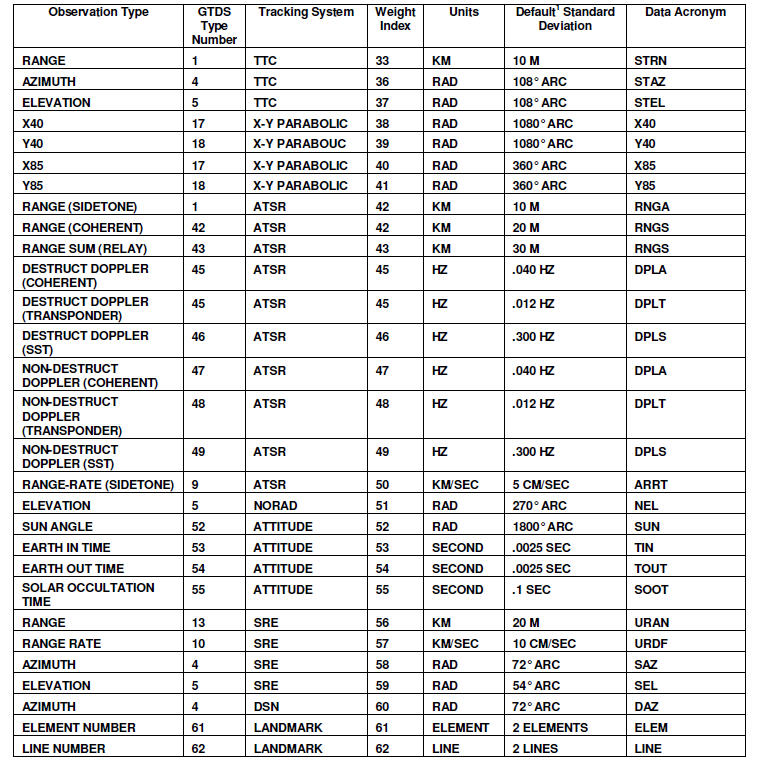 Observation Type GTDS Type Number Tracking System Weight Index Units Default¹ Standard Deviation Data Acronym
RANGE 1 TTC 33 KM 10 M STRN
AZIMUTH 4 TTC 36 RAD 108° ARC STAZ
ELEVATION 5 TTC 37 RAD 108° ARC STEL
X40 17 X-Y PARABOLIC 38 RAD 1080° ARC X40
Y40 18 X-Y PARABOUC 39 RAD 1080° ARC Y40
X85 17 X-Y PARABOLIC 40 RAD 360° ARC X85
Y85 18 X-Y PARABOLIC 41 RAD 360° ARC Y85
RANGE (SIDETONE) 1 ATSR 42 KM 10 M RNGA
RANGE (COHERENT) 42 ATSR 42 KM 20 M RNGS
RANGE SUM (RELAY) 43 ATSR 43 KM 30 M RNGS
DESTRUCT DOPPLER (COHERENT) 45 ATSR 45 HZ .040 HZ DPLA
DESTRUCT DOPPLER (TRANSPONDER) 45 ATSR 45 HZ .012 HZ DPLT
DESTRUCT DOPPLER (SST) 46 ATSR 46 HZ .300 HZ DPLS
NON-DESTRUCT DOPPLER (COHERENT) 47 ATSR 47 HZ .040 HZ DPLA
NON-DESTRUCT DOPPLER (TRANSPONDER) 48 ATSR 48 HZ .012 HZ DPLT
NON-DESTRUCT DOPPLER (SST) 49 ATSR 49 HZ .300 HZ DPLS
RANGE-RATE (SIDETONE) 9 ATSR 50 KM/SEC 5 CM/SEC ARRT
ELEVATION 5 NORAD 51 RAD 270° ARC NEL
SUN ANGLE 52 ATTITUDE 52 RAD 1800° ARC SUN
EARTH IN TIME 53 ATTITUDE 53 SECOND .0025 SEC TIN
EARTH OUT TIME 54 ATTITUDE 54 SECOND .0025 SEC TOUT
SOLAR OCCULTATION TIME 55 ATTITUDE 55 SECOND .1 SEC SOOT
RANGE 13 SRE 56 KM 20 M URAN
RANGE RATE 10 SRE 57 KM/SEC 10 CM/SEC URDF
AZIMUTH 4 SRE 58 RAD 72° ARC SAZ
ELEVATION 5 SRE 59 RAD 54° ARC SEL
AZIMUTH 4 DSN 60 RAD 72° ARC DAZ
ELEMENT NUMBER 61 LANDMARK 61 ELEMENT 2 ELEMENTS ELEM
LINE NUMBER 62 LANDMARK 62 LINE 2 LINES LINE